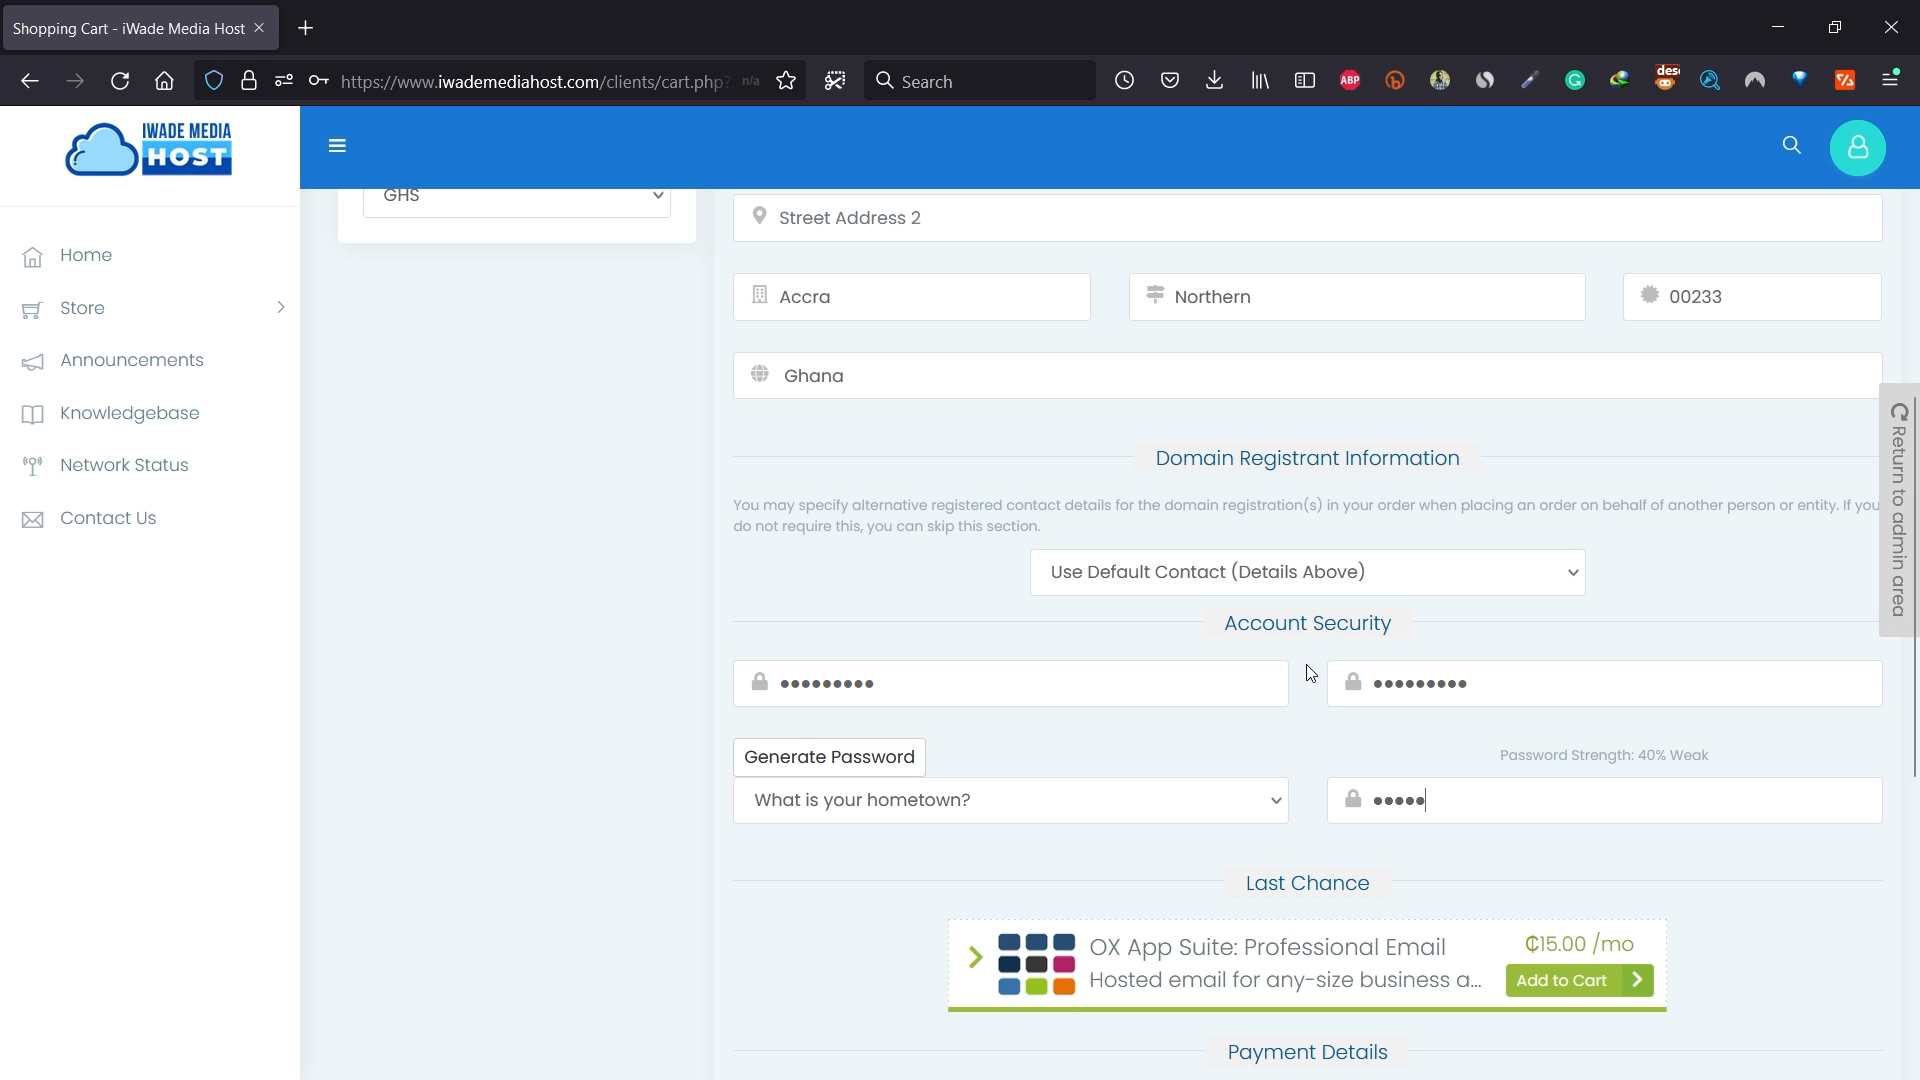 Shopping Cart - iWade Media Host
https://www.iwademediahost.com/clients/cart.php?
n/a
Search
ABP
desc
IWADE MEDIA
HOST
Home
Store
Announcements
Knowledgebase
Network Status
Contact Us
GHS
Street Address 2
Accra
Northern
00233
Ghana
Domain Registrant Information
You may specify alternative registered contact details for the domain registration(s) in your order when placing an order on behalf of another person or entity. If you
do not require this, you can skip this section.
Use Default Contact (Details Above)
Account Security
•••••••••
•••••••••
Generate Password
Password Strength: 40% Weak
What is your hometown?
•••••
Last Chance
OX App Suite: Professional Email
₵15.00 /mo
Hosted email for any-size business a...
Add to Cart
Payment Details
Return to admin area